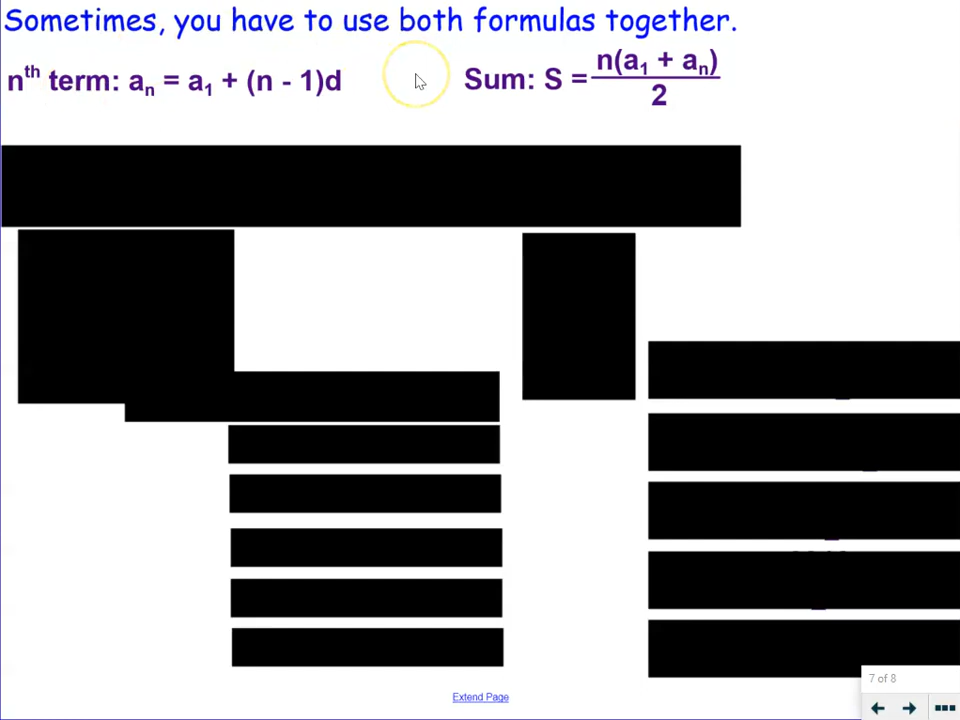 Sometimes, you have to use both formulas together.
nth term: an = a1 + (n - 1)d
Sum: S = n(a1 + an)
2
7 of 8
Extend Page